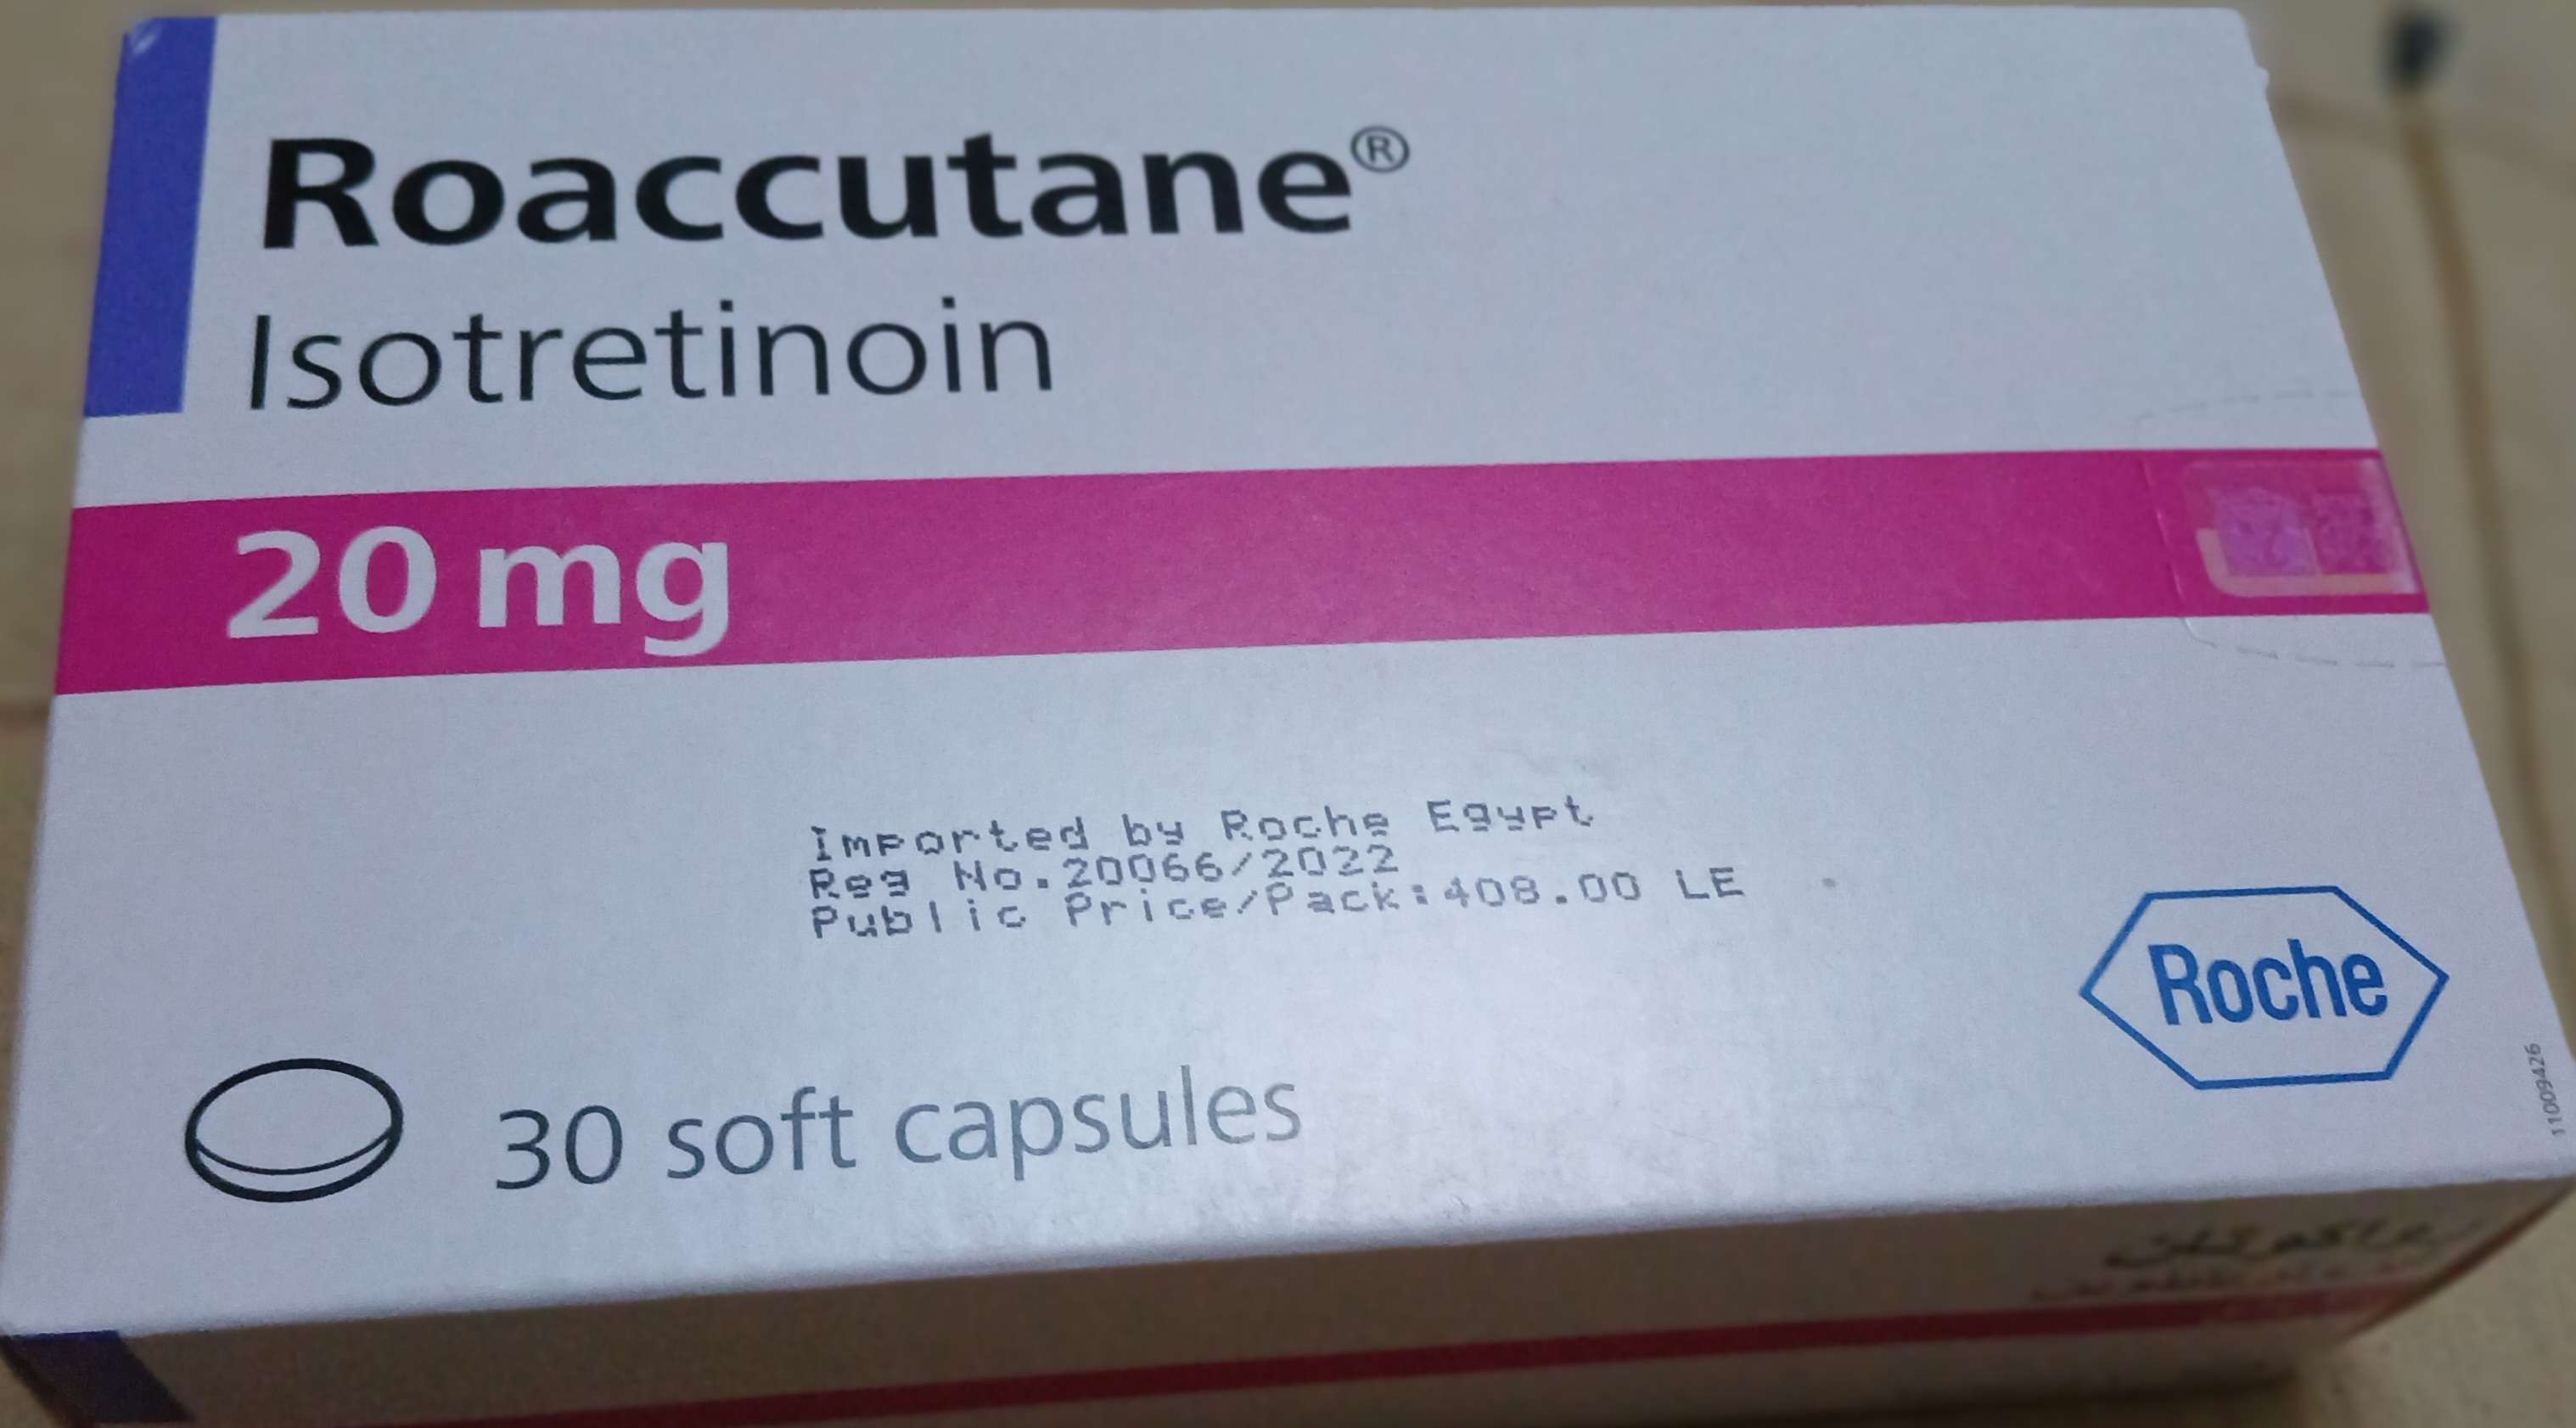 Roaccutane®
Isotretinoin
20 mg
Imported by Roche Egypt
Reg No.20066/2022
Public Price/Pack:408.00 LE
Roche
30 soft capsules
11009426
رواكيوتان